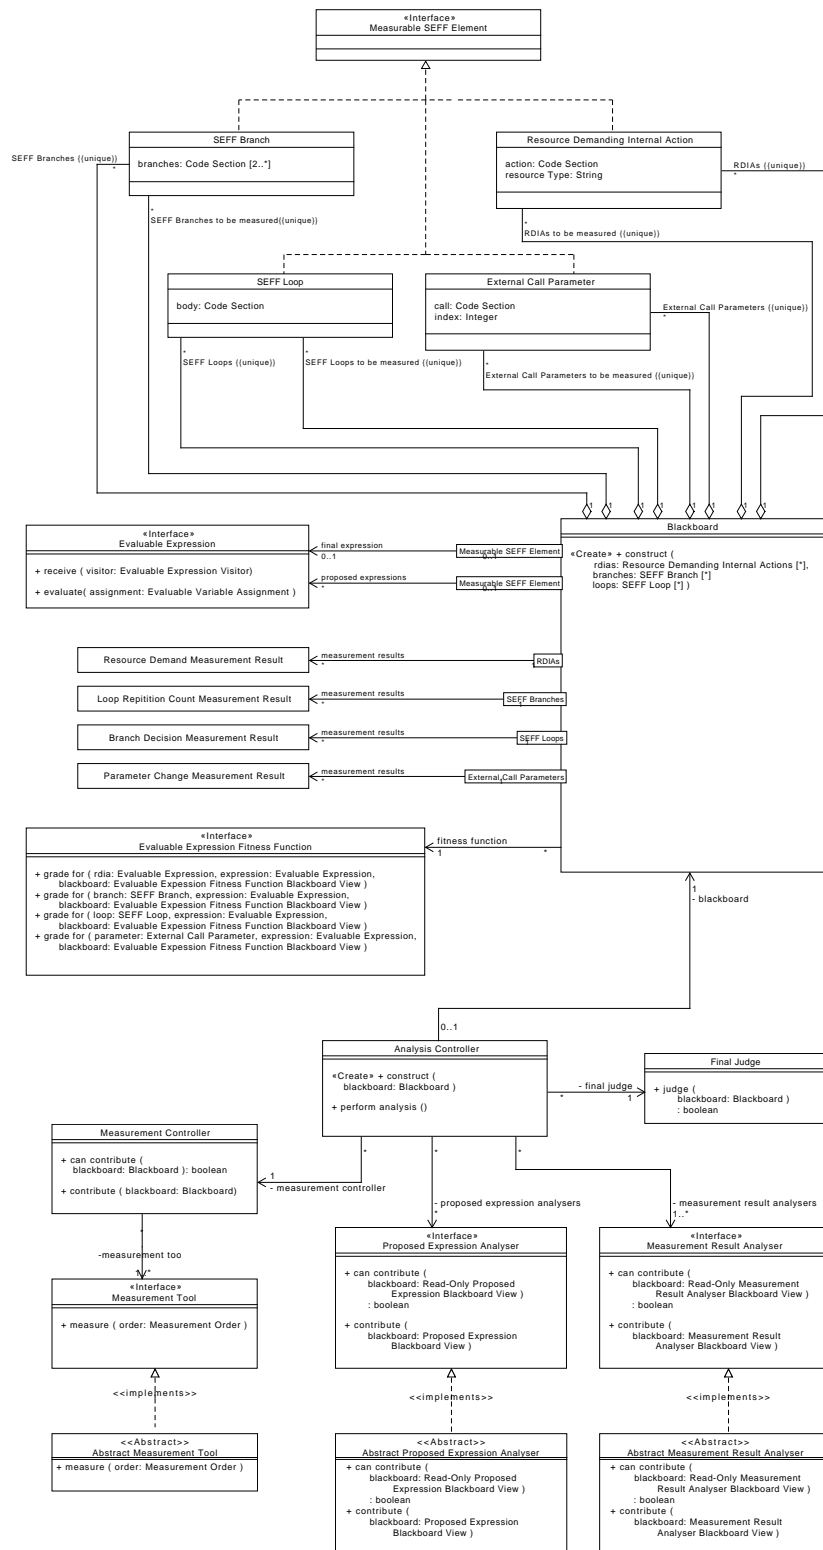 «Interface»
Measurable SEFF Element
SEFF Branch
branches: Code Section [2..*]
Resource Demanding Internal Action
action: Code Section
resource Type: String
SEFF Branches {{unique}}
*
RDIAs {{unique}}
*
*
SEFF Branches to be measured{{unique}}
*
RDIAs to be measured {{unique}}
SEFF Loop
body: Code Section
External Call Parameter
call: Code Section
index: Integer
External Call Parameters {{unique}}
*
*
SEFF Loops {{unique}}
*
SEFF Loops to be measured {{unique}}
*
External Call Parameters to be measured {{unique}}
1 1 1 1 1 1 1 1
«Interface»
Evaluable Expression
+ receive ( visitor: Evaluable Expression Visitor)
+ evaluate( assignment: Evaluable Variable Assignment )
final expression
0..1
Measurable SEFF Element
0..1
proposed expressions
*
Measurable SEFF Element
0..1
Blackboard
«Create» + construct (
rdias: Resource Demanding Internal Actions [*],
branches: SEFF Branch [*]
loops: SEFF Loop [*] )
Resource Demand Measurement Result
measurement results
*
RDIAs
Loop Repitition Count Measurement Result
measurement results
*
SEFF Branches
1
Branch Decision Measurement Result
measurement results
*
SEFF Loops
1
Parameter Change Measurement Result
measurement results
*
External Call Parameters
1
«Interface»
Evaluable Expression Fitness Function
+ grade for ( rdia: Evaluable Expression, expression: Evaluable Expression,
blackboard: Evaluable Expession Fitness Function Blackboard View )
+ grade for ( branch: SEFF Branch, expression: Evaluable Expression,
blackboard: Evaluable Expession Fitness Function Blackboard View )
+ grade for ( loop: SEFF Loop, expression: Evaluable Expression,
blackboard: Evaluable Expession Fitness Function Blackboard View )
+ grade for ( parameter: External Call Parameter, expression: Evaluable Expression,
blackboard: Evaluable Expession Fitness Function Blackboard View )
fitness function
1
*
1
- blackboard
0..1
Analysis Controller
«Create» + construct (
blackboard: Blackboard )
+ perform analysis ()
- final judge
*
1
Final Judge
+ judge (
blackboard: Blackboard )
: boolean
Measurement Controller
+ can contribute (
blackboard: Blackboard ): boolean
+ contribute ( blackboard: Blackboard)
*
1
- measurement controller
*
- proposed expression analysers
*
*
- measurement result analysers
1..*
*
-measurement too
1..*
«Interface»
Measurement Tool
+ measure ( order: Measurement Order )
«Interface»
Proposed Expression Analyser
+ can contribute (
blackboard: Read-Only Proposed
Expression Blackboard View )
: boolean
+ contribute (
blackboard: Proposed Expression
Blackboard View )
«Interface»
Measurement Result Analyser
+ can contribute (
blackboard: Read-Only Measurement
Result Analyser Blackboard View )
: boolean
+ contribute (
blackboard: Measurement Result
Analyser Blackboard View )
<<implements>>
<<implements>>
<<implements>>
<<Abstract>>
Abstract Measurement Tool
+ measure ( order: Measurement Order )
<<Abstract>>
Abstract Proposed Expression Analyser
+ can contribute (
blackboard: Read-Only Proposed
Expression Blackboard View )
: boolean
+ contribute (
blackboard: Proposed Expression
Blackboard View )
<<Abstract>>
Abstract Measurement Result Analyser
+ can contribute (
blackboard: Read-Only Measurement
Result Analyser Blackboard View )
: boolean
+ contribute (
blackboard: Measurement Result
Analyser Blackboard View )